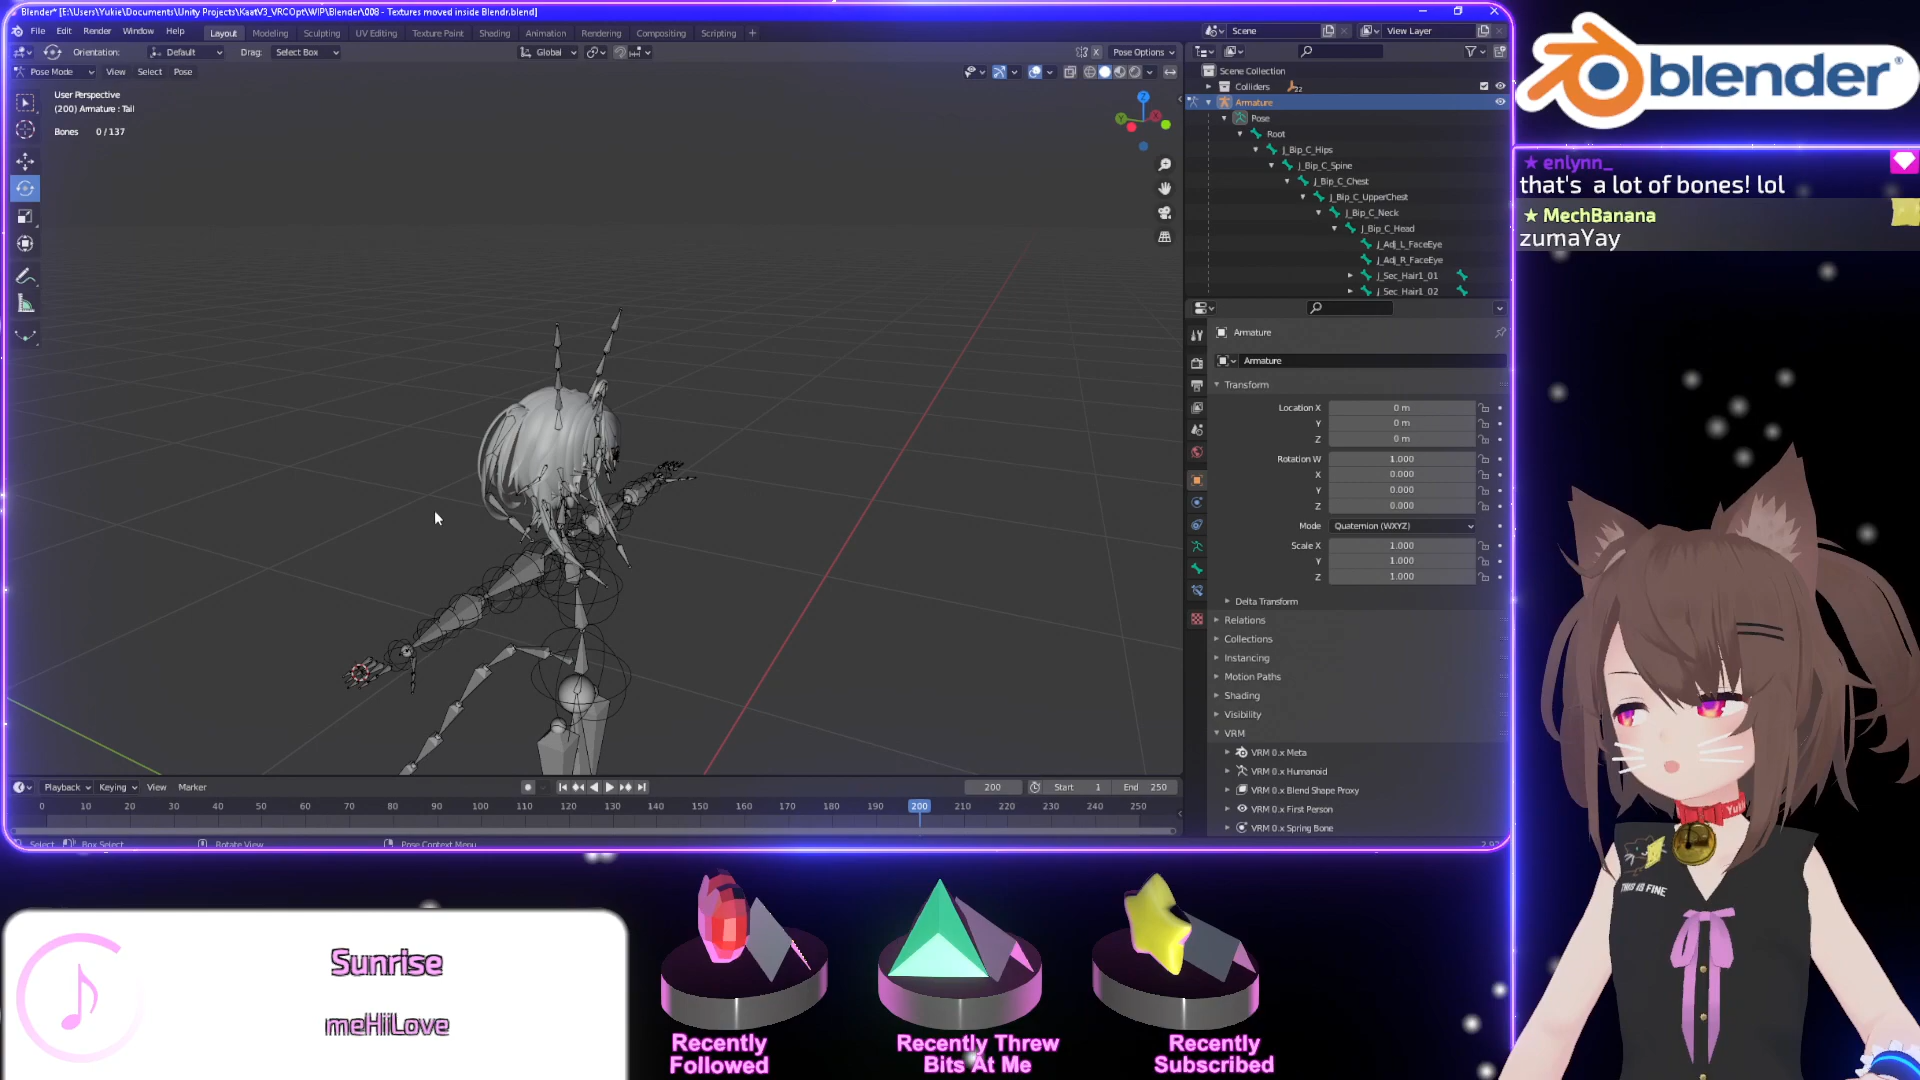 Blender* [E:\Users\Yukie\Documents\Unity Projects\KaatV3_VRCOpt\WIP\Blender\008 - Textures moved inside Blendr.blend]
File Edit Render Window Help Layout Modeling Sculpting UV Editing Texture Paint Shading Animation Rendering Compositing Scripting + Scene View Layer
Orientation: Default Drag: Select Box Global Pose Options
Pose Mode View Select Pose
User Perspective
(200) Armature : Tail
Bones 0 / 137
Z
Y
X
Scene Collection
Colliders 22
Armature
Pose
Root
J_Bip_C_Hips
J_Bip_C_Spine
J_Bip_C_Chest
J_Bip_C_UpperChest
J_Bip_C_Neck
J_Bip_C_Head
J_Adj_L_FaceEye
J_Adj_R_FaceEye
J_Sec_Hair1_01
J_Sec_Hair1_02
Armature
Armature
Transform
Location X 0 m
Y 0 m
Z 0 m
Rotation W 1.000
X 0.000
Y 0.000
Z 0.000
Mode Quaternion (WXYZ)
Scale X 1.000
Y 1.000
Z 1.000
Delta Transform
Relations
Collections
Instancing
Motion Paths
Shading
Visibility
VRM
VRM 0.x Meta
VRM 0.x Humanoid
VRM 0.x Blend Shape Proxy
VRM 0.x First Person
VRM 0.x Spring Bone
Playback Keying View Marker 200 Start 1 End 250
0 10 20 30 40 50 60 70 80 90 100 110 120 130 140 150 160 170 180 190 200 210 220 230 240 250
Select Box Select Rotate View Pose Context Menu
blender®
enlynn_
that's a lot of bones! lol
MechBanana
zumaYay
Yukie
THIS IS FINE
Sunrise
meHiiLove
Recently
Followed
Recently Threw
Bits At Me
Recently
Subscribed